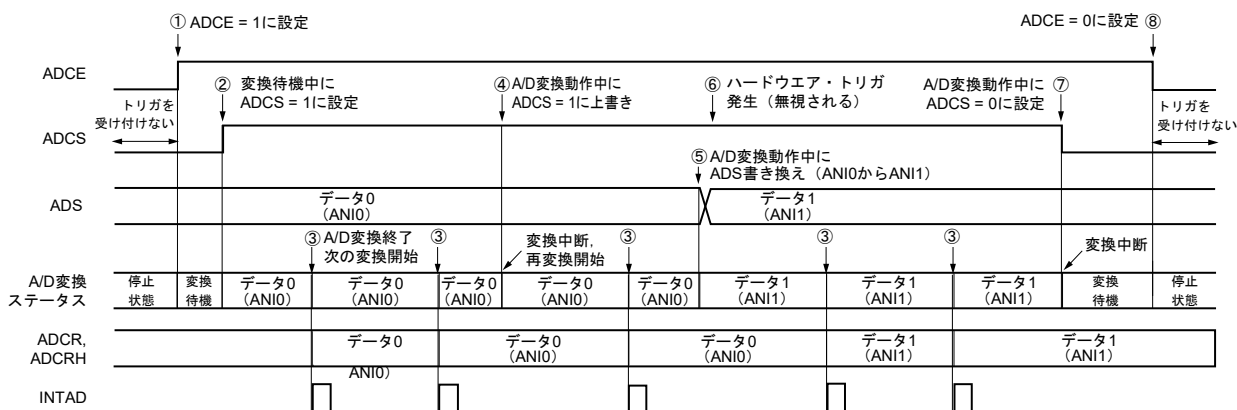 ① ADCE = 1に設定
ADCE = 0に設定 ⑧
ADCE
トリガを
受け付けない
② 変換待機中に
ADCS = 1に設定
④ A/D変換動作中に
ADCS = 1に上書き
⑥ ハードウエア・トリガ
発生（無視される）
A/D変換動作中に ⑦
ADCS = 0に設定
トリガを
受け付けない
ADCS
⑤ A/D変換動作中に
ADS書き換え（ANI0からANI1）
ADS
データ0
（ANI0）
データ1
（ANI1）
③ A/D変換終了
次の変換開始
③
変換中断，
再変換開始
③
③
③
変換中断
A/D変換
ステータス
停止
状態
変換
待機
データ0
（ANI0）
データ0
（ANI0）
データ0
（ANI0）
データ0
（ANI0）
データ0
（ANI0）
データ1
（ANI1）
データ1
（ANI1）
データ1
（ANI1）
変換
待機
停止
状態
ADCR,
ADCRH
データ0
ANI0）
データ0
（ANI0）
データ0
（ANI0）
データ1
（ANI1）
データ1
（ANI1）
INTAD